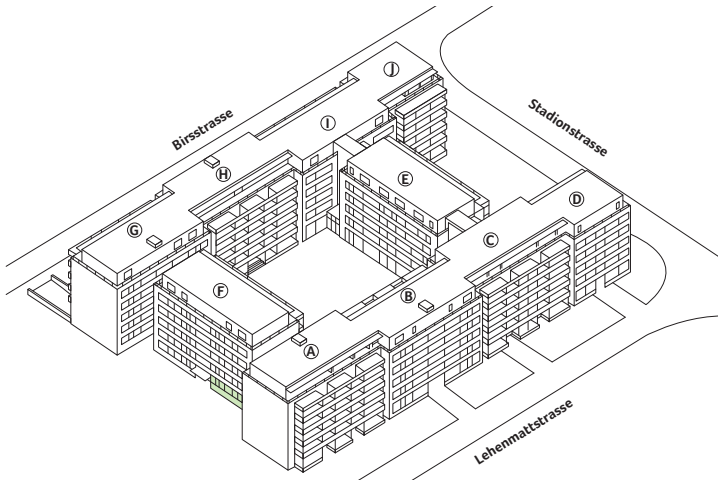 J
Birsstrasse
Stadionstrasse
I
H
E
D
G
C
F
B
A
Lehenmattstrasse